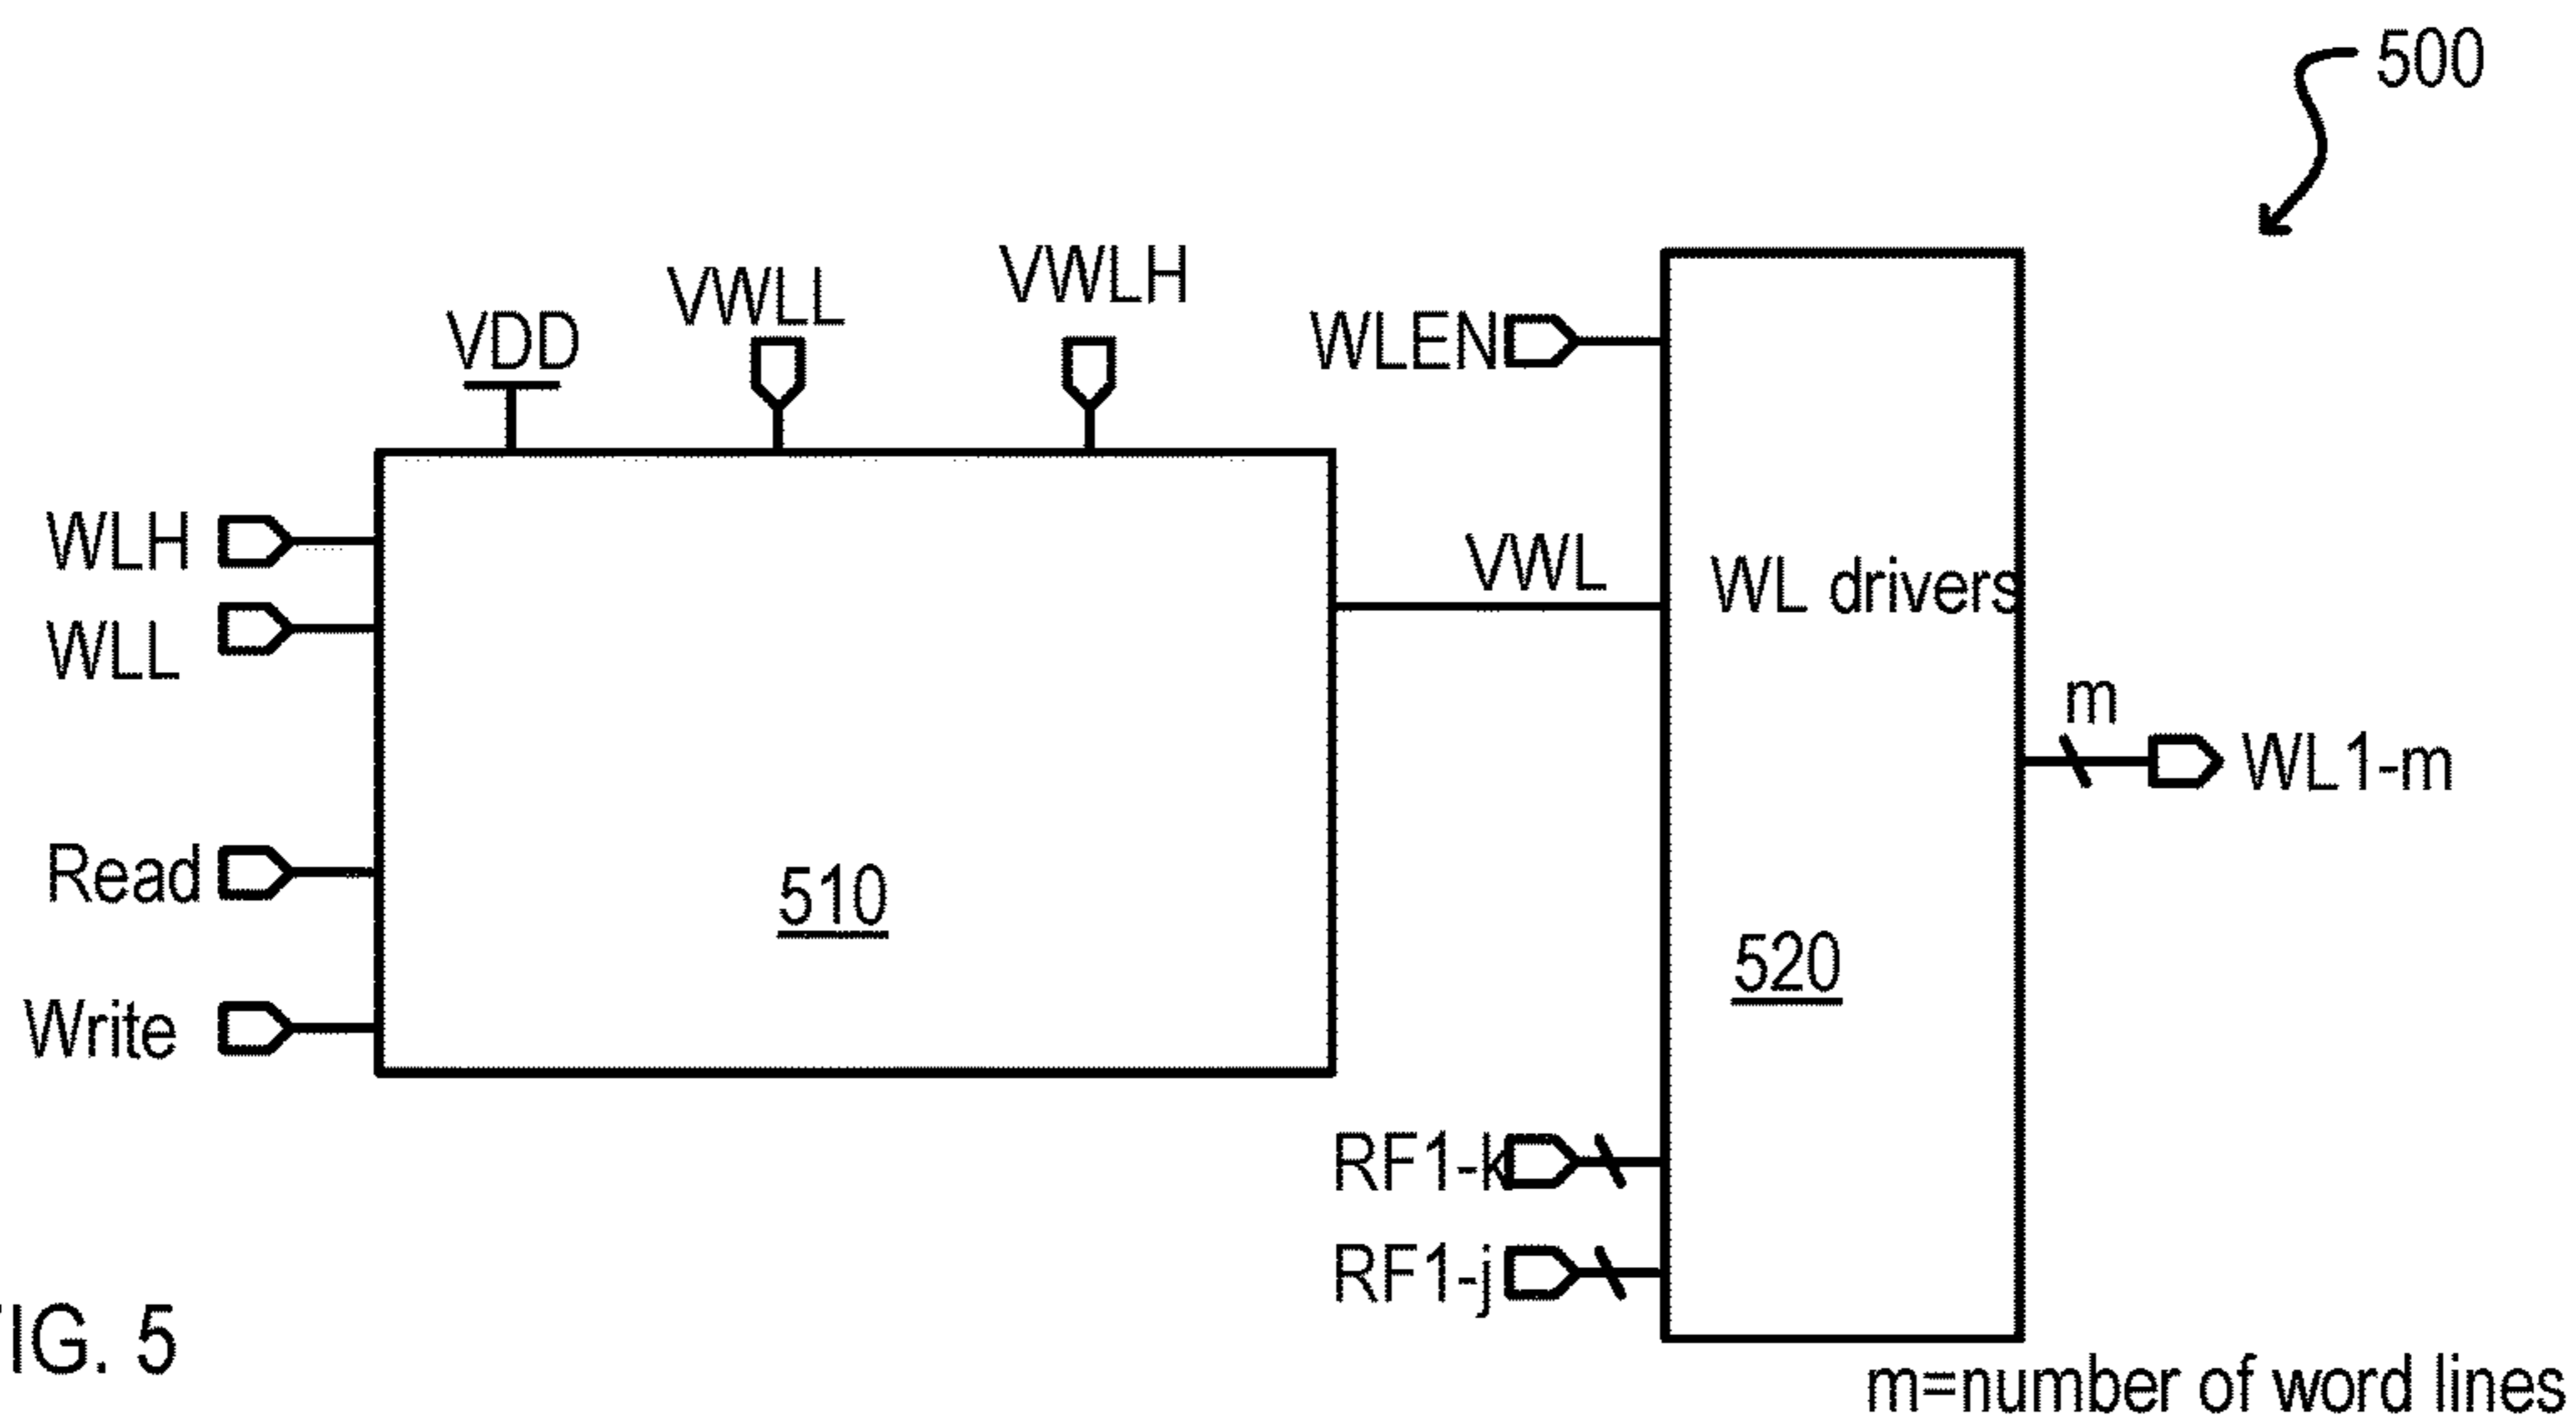 500
VDD
VWLL
VWLH
WLEN
WLH
WLL
VWL
WL drivers
m
WL1-m
Read
510
Write
520
RF1-k
RF1-j
IG. 5
m=number of word lines